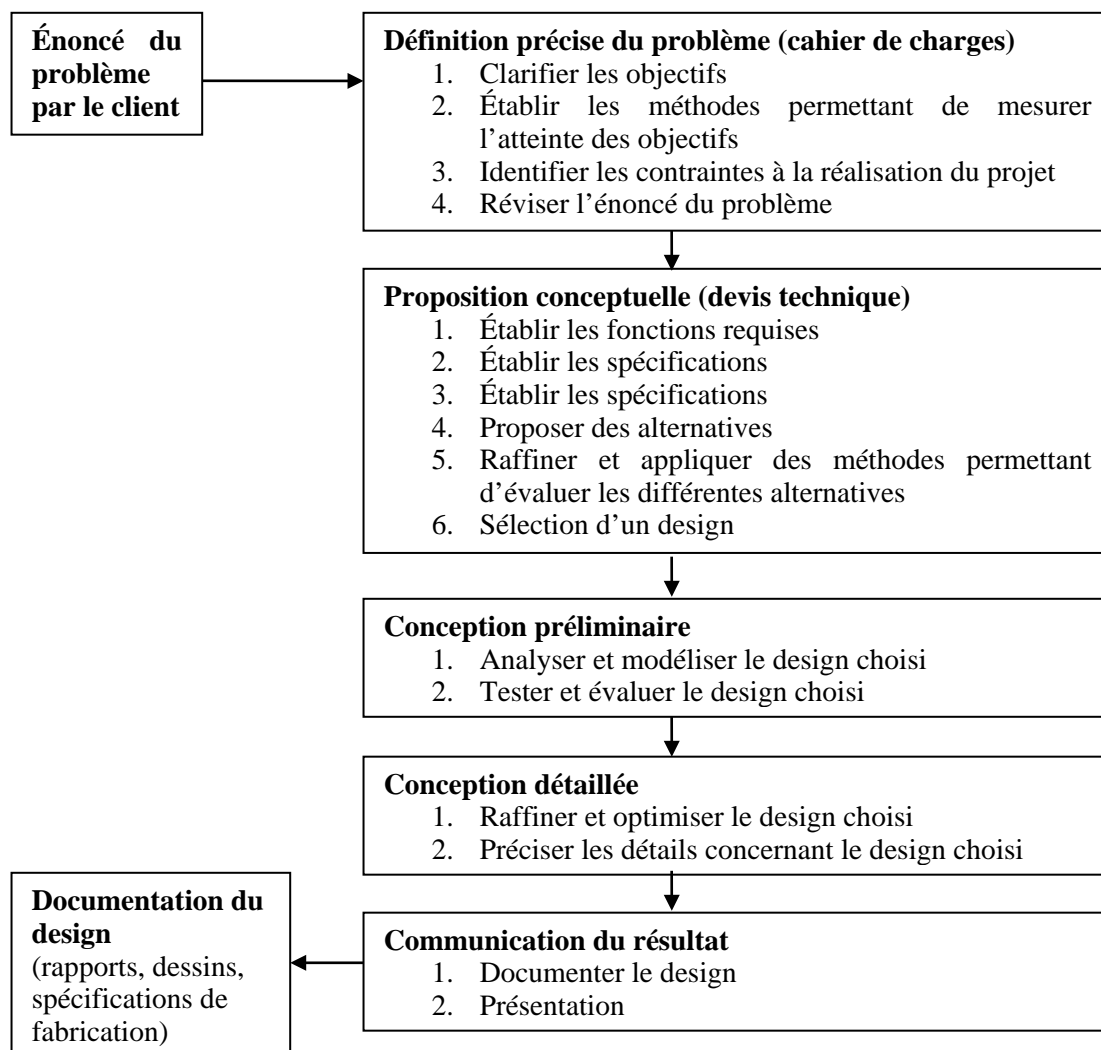 Énoncé du
problème
par le client
Définition précise du problème (cahier de charges)
1. Clarifier les objectifs
2. Établir les méthodes permettant de mesurer
l’atteinte des objectifs
3. Identifier les contraintes à la réalisation du projet
4. Réviser l’énoncé du problème
Proposition conceptuelle (devis technique)
1. Établir les fonctions requises
2. Établir les spécifications
3. Établir les spécifications
4. Proposer des alternatives
5. Raffiner et appliquer des méthodes permettant
d’évaluer les différentes alternatives
6. Sélection d’un design
Conception préliminaire
1. Analyser et modéliser le design choisi
2. Tester et évaluer le design choisi
Conception détaillée
1. Raffiner et optimiser le design choisi
2. Préciser les détails concernant le design choisi
Communication du résultat
1. Documenter le design
2. Présentation
Documentation du
design
(rapports, dessins,
spécifications de
fabrication)